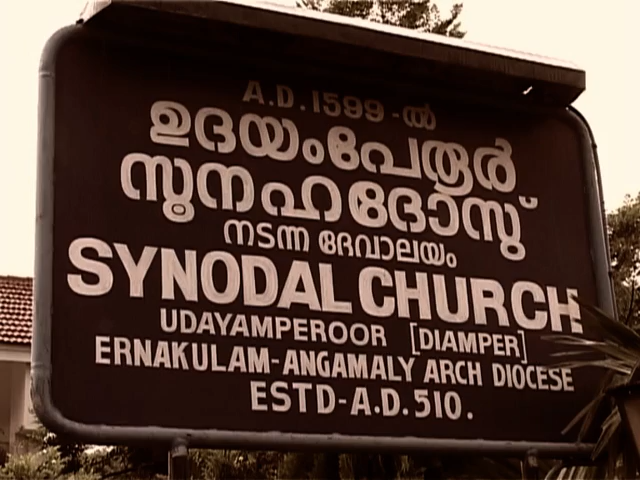 A.D.1599-ൽ
ഉദയംപേരൂർ
സൂനഹദോസ്
നടന്ന ദേവാലയം
SYNODAL CHURCH
UDAYAMPEROOR [DIAMPER]
ERNAKULAM-ANGAMALY ARCH DIOCESE
ESTD-A.D.510.